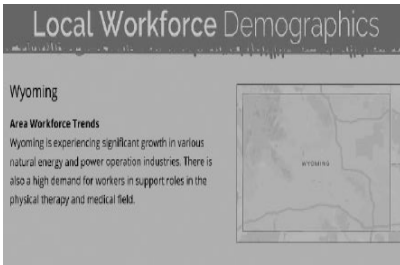 Local Workforce Demographics
Wyoming
Area Workforce Trends
Wyoming is experiencing significant growth in various
natural energy and power operation industries. There is
also a high demand for workers in support roles in the
physical therapy and medical field.
WYOMING